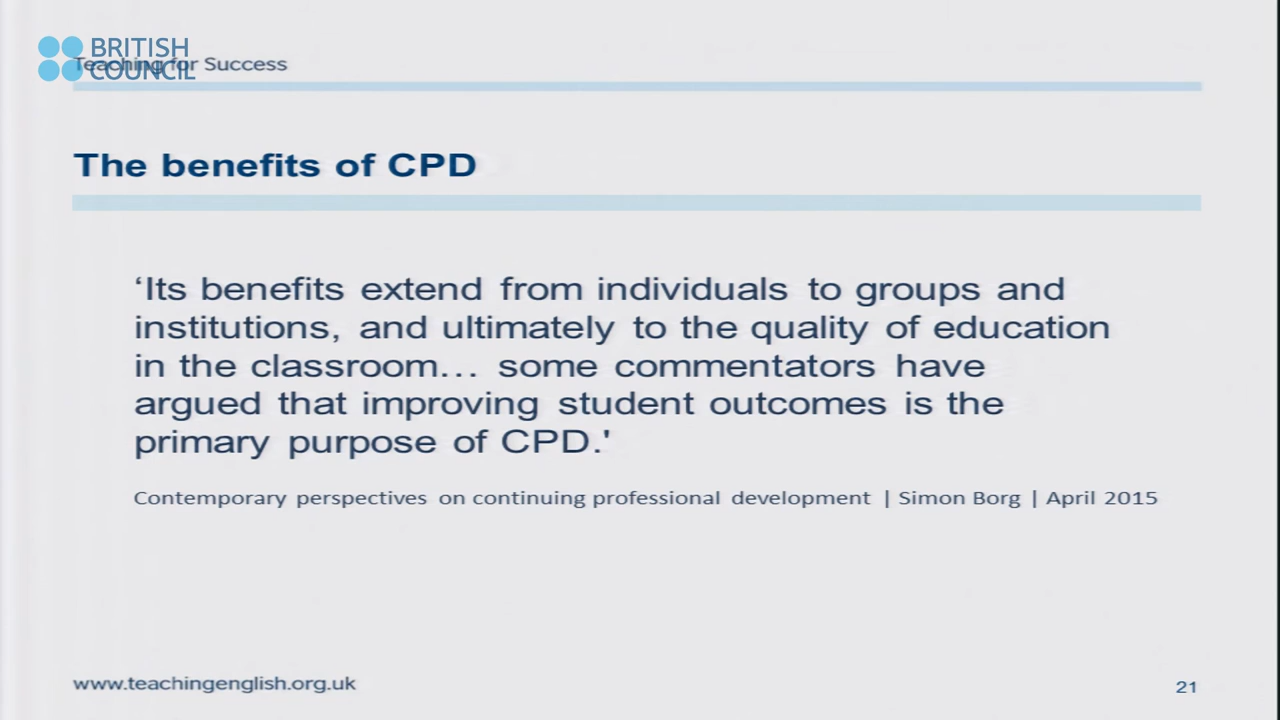 BRITISH
COUNCIL
Teaching for Success
The benefits of CPD
‘Its benefits extend from individuals to groups and
institutions, and ultimately to the quality of education
in the classroom… some commentators have
argued that improving student outcomes is the
primary purpose of CPD.'
Contemporary perspectives on continuing professional development | Simon Borg | April 2015
www.teachingenglish.org.uk
21